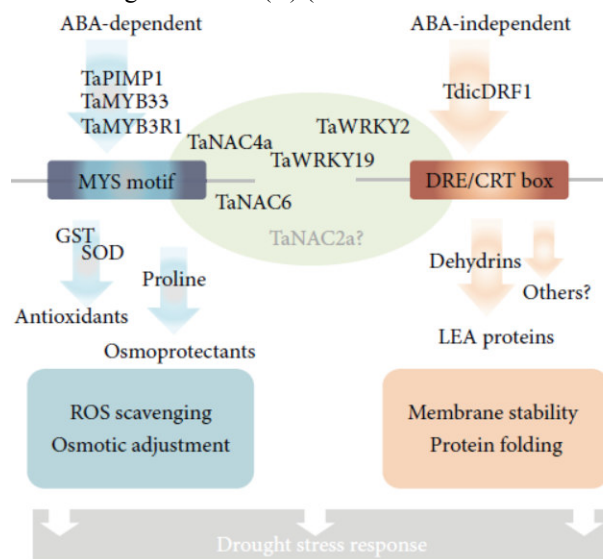 ABA-dependent
ABA-independent
TaPIMP1
TaMYB33
TaMYB3R1
TdicDRF1
TaWRKY2
TaNAC4a
TaWRKY19
MYS motif
DRE/CRT box
TaNAC6
TaNAC2a?
GST
SOD
Proline
Dehydrins
Others?
Antioxidants
LEA proteins
Osmoprotectants
ROS scavenging
Osmotic adjustment
Membrane stability
Protein folding
Drought stress response